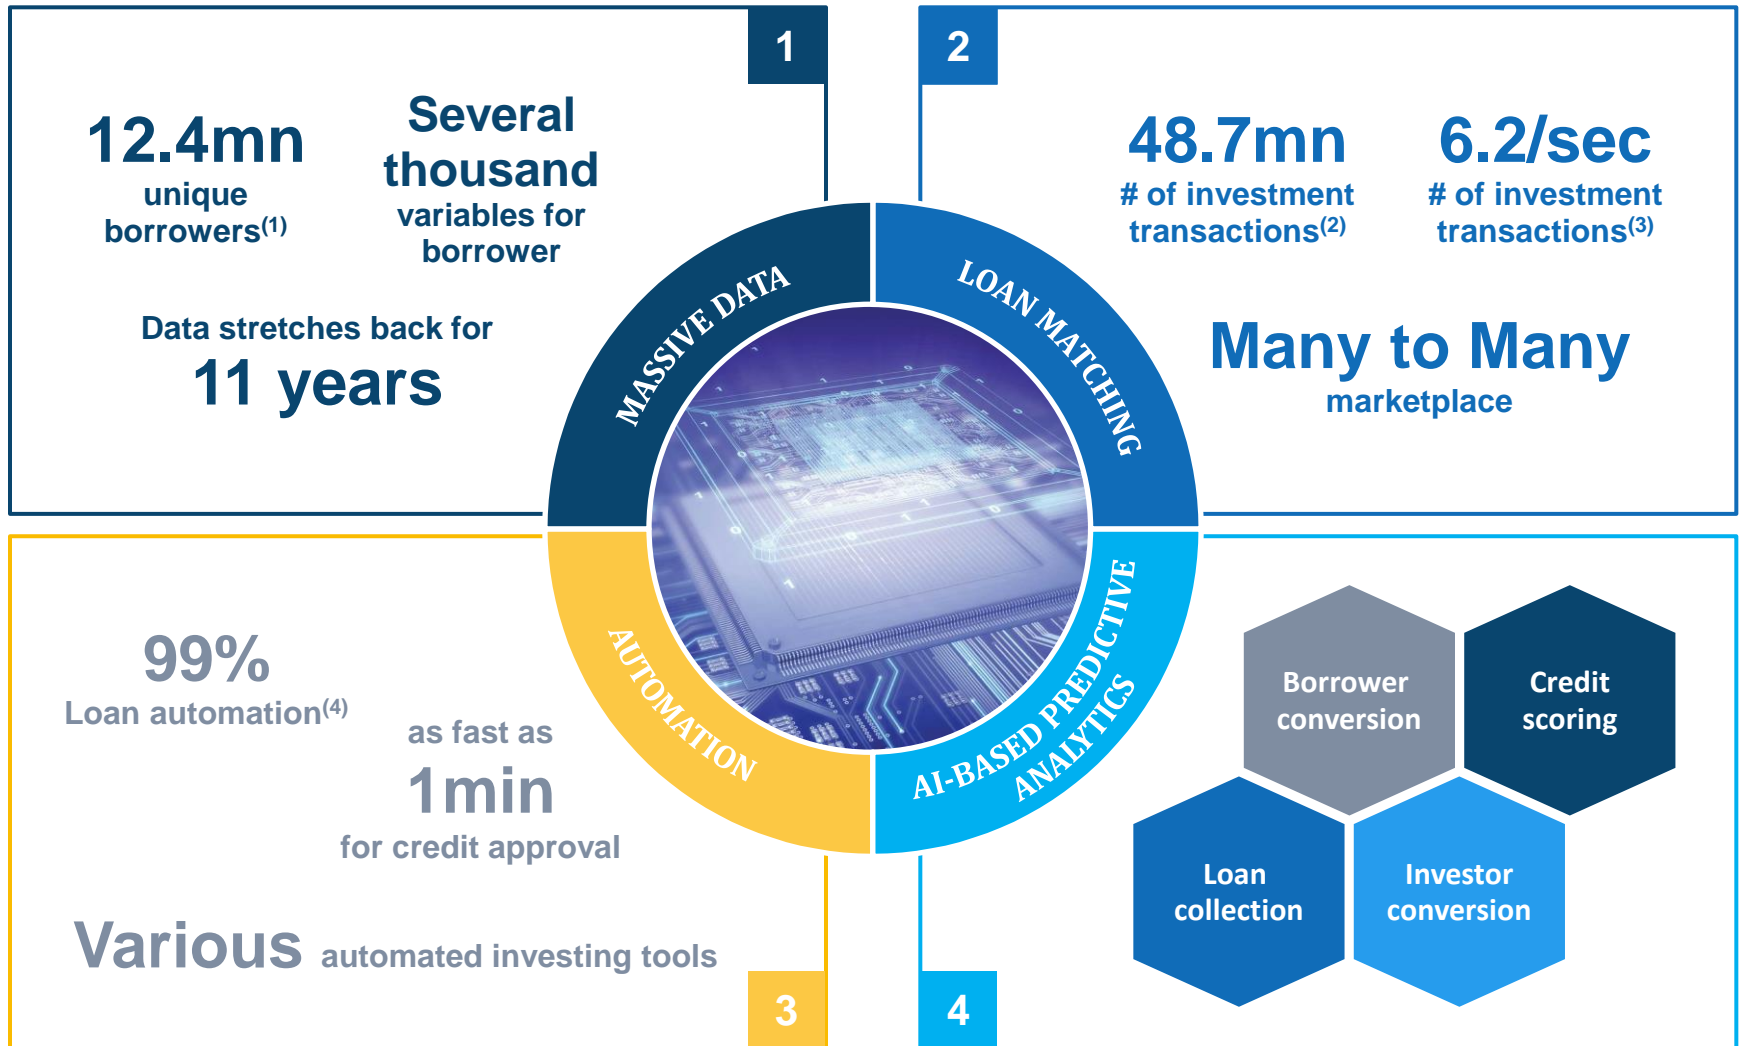 1
12.4mn
unique
borrowers(1)
Several
thousand
variables for
borrower
Data stretches back for
11 years
MASSIVE DATA
2
48.7mn
# of investment
transactions(2)
6.2/sec
# of investment
transactions(3)
Many to Many
marketplace
LOAN MATCHING
99%
Loan automation(4)
as fast as
1min
for credit approval
Various automated investing tools
3
AUTOMATION
AI-BASED PREDICTIVE
ANALYTICS
Borrower
conversion
Credit
scoring
Loan
collection
Investor
conversion
4